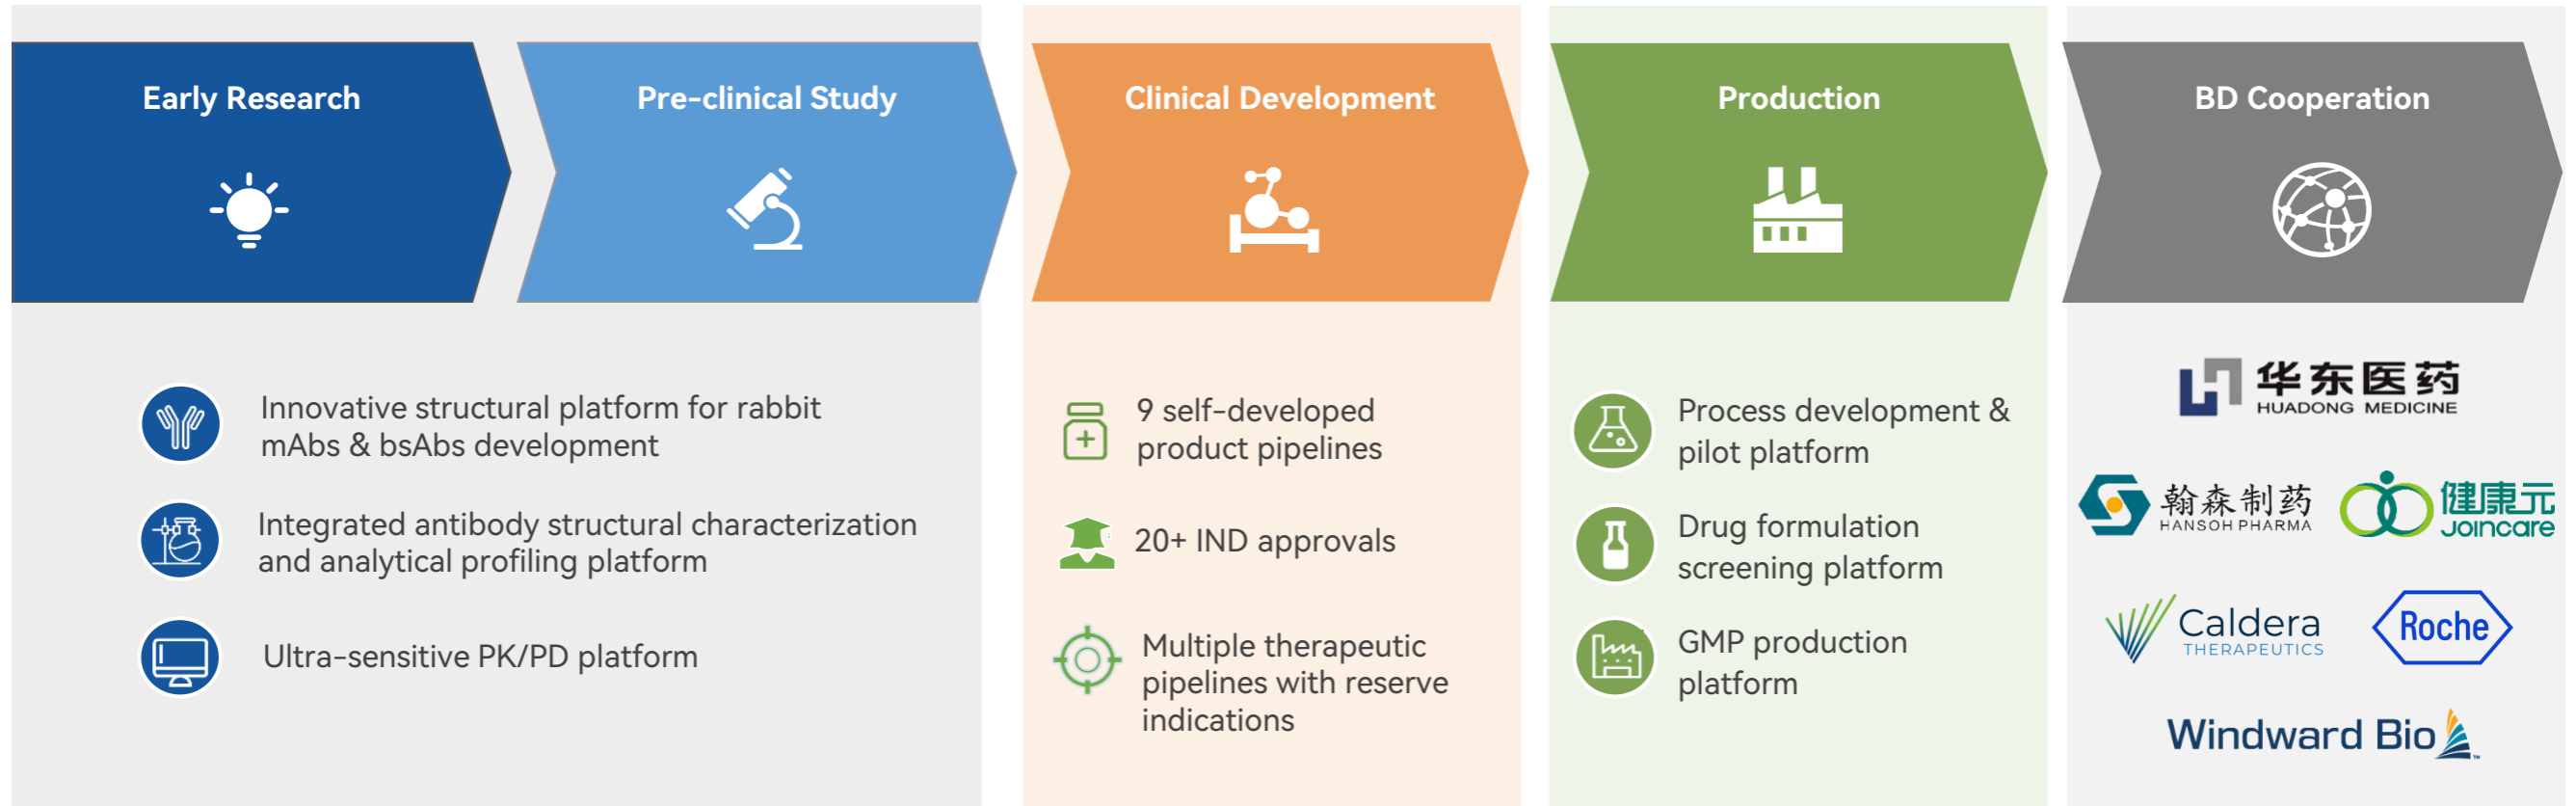 Early Research
Pre-clinical Study
Clinical Development
Production
BD Cooperation
Innovative structural platform for rabbit
mAbs & bsAbs development
Integrated antibody structural characterization
and analytical profiling platform
Ultra-sensitive PK/PD platform
9 self-developed
product pipelines
20+ IND approvals
Multiple therapeutic
pipelines with reserve
indications
Process development &
pilot platform
Drug formulation
screening platform
GMP production
platform
华东医药
HUADONG MEDICINE
翰森制药
HANSOH PHARMA
健康元
Joincare
Caldera
THERAPEUTICS
Roche
Windward Bio™